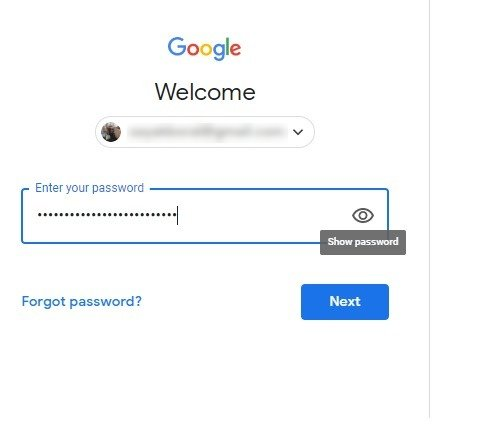 Google
Welcome
Enter your password
••••••••••••••••••••••••••
Show password
Forgot password?
Next